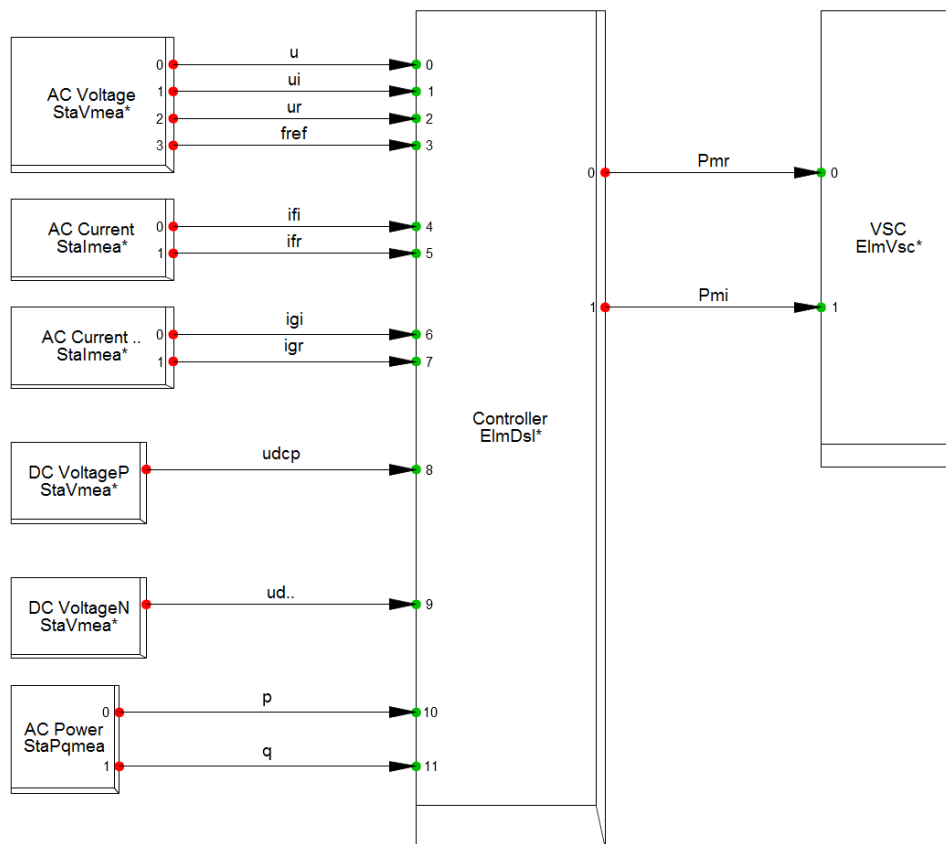 AC Voltage
StaVmea*
0
1
2
3
u
ui
ur
fref
0
1
2
3
AC Current
StaImea*
0
1
ifi
ifr
4
5
AC Current ..
StaImea*
0
1
igi
igr
6
7
DC VoltageP
StaVmea*
udcp
8
DC VoltageN
StaVmea*
ud..
9
AC Power
StaPqmea
0
1
p
q
10
11
Controller
ElmDsl*
0
1
Pmr
Pmi
0
1
VSC
ElmVsc*